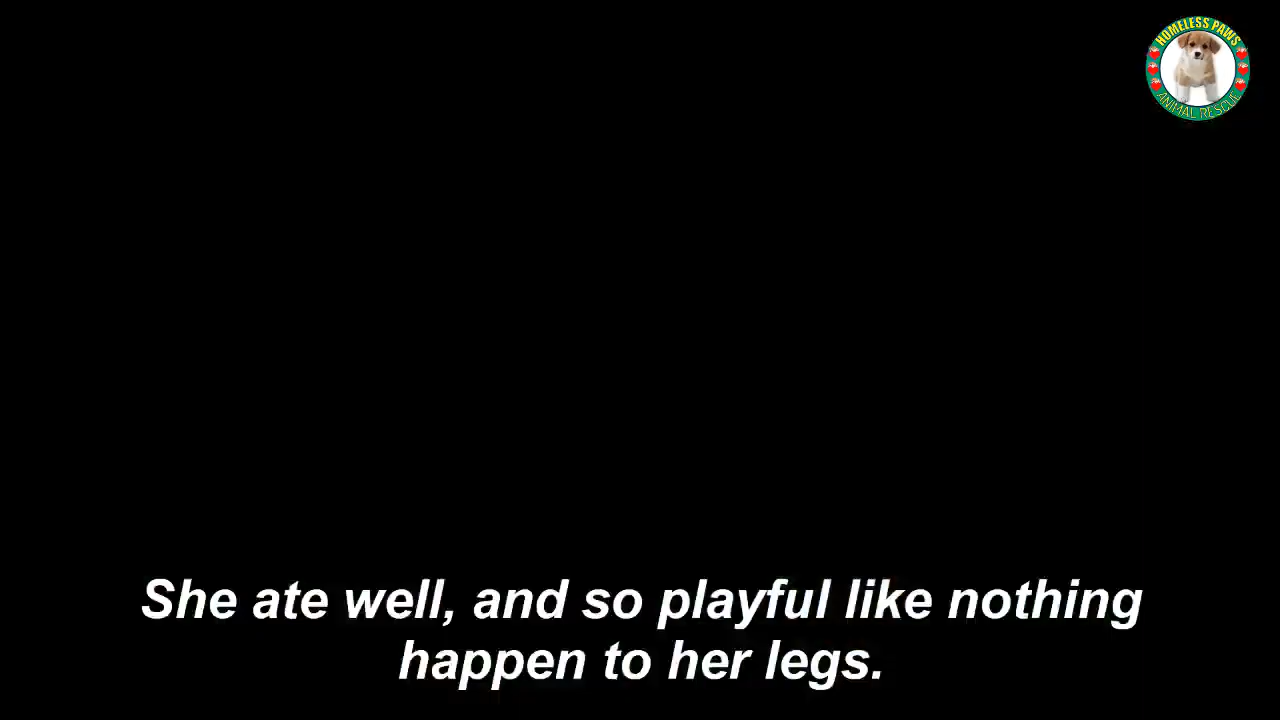 HOMELESS PAWS
ANIMAL RESCUE
She ate well, and so playful like nothing
happen to her legs.